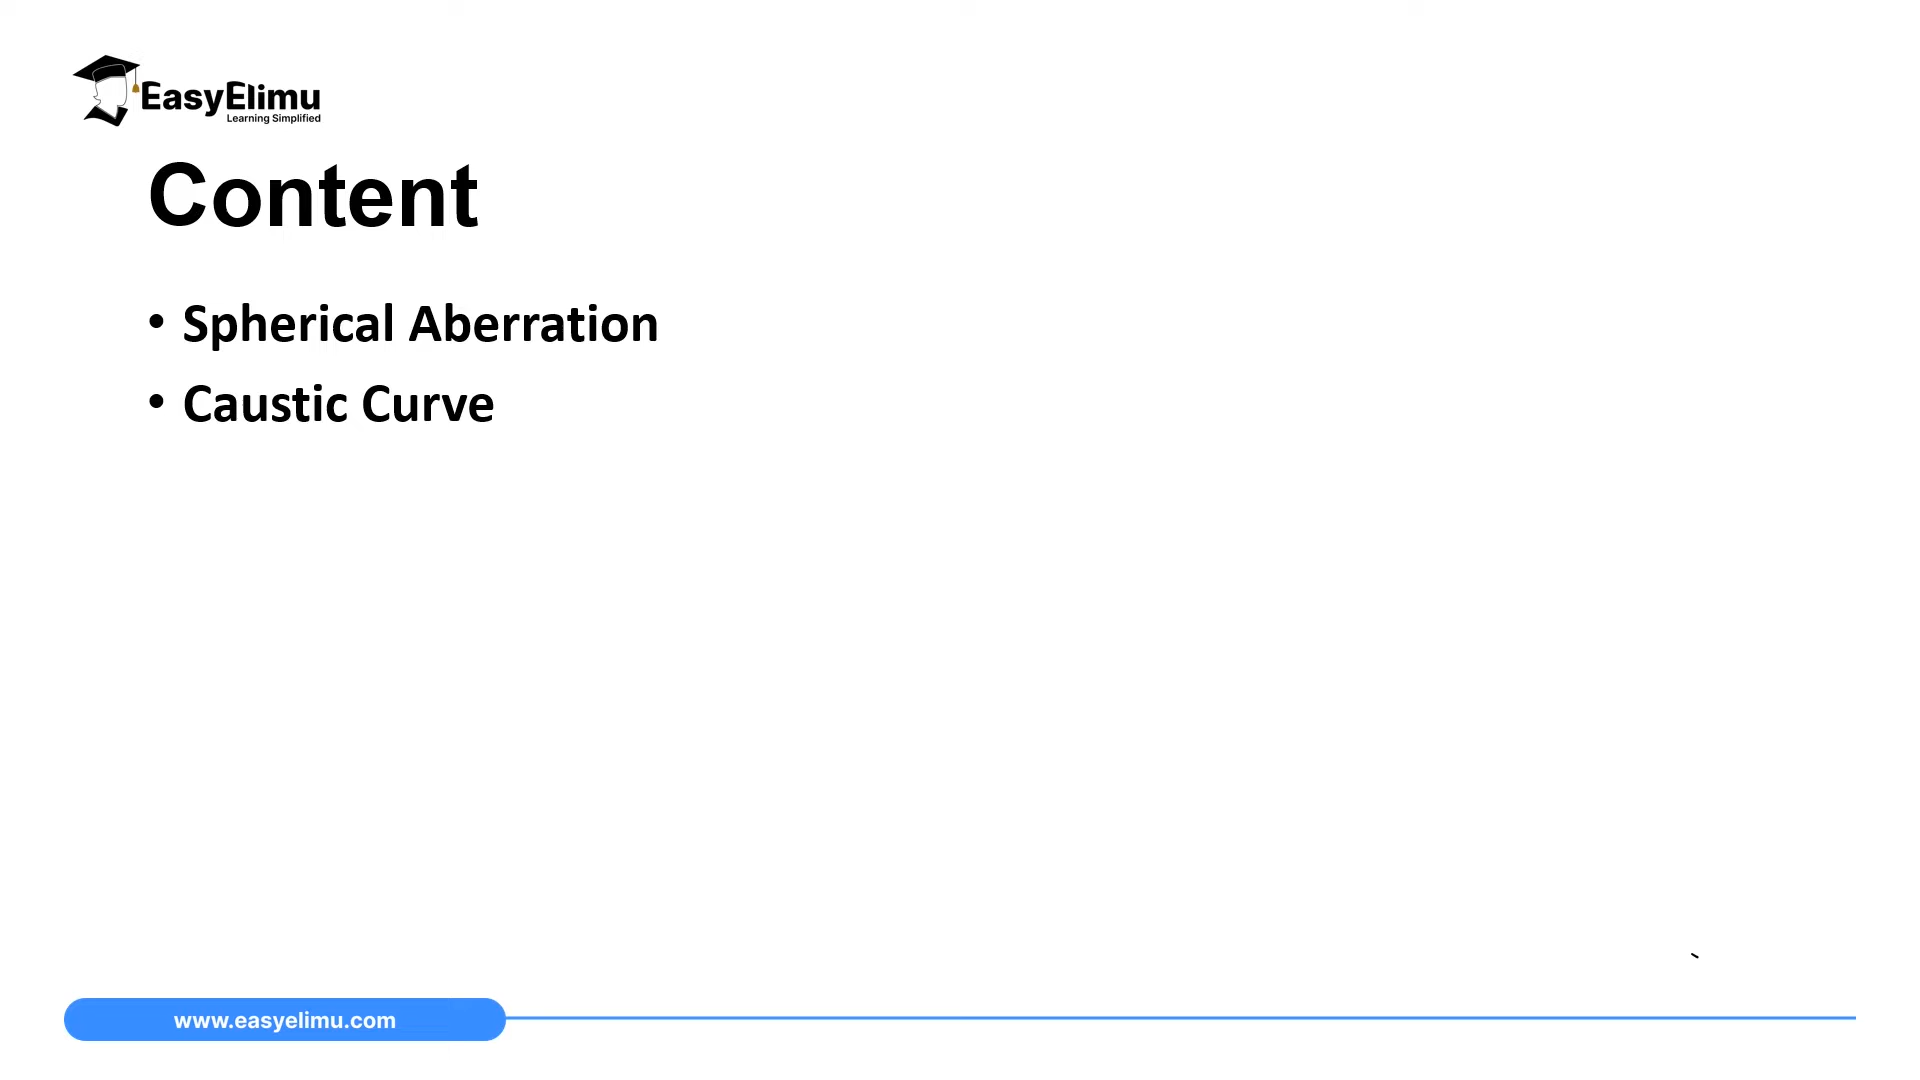 EasyElimu
Learning Simplified
Content
• Spherical Aberration
• Caustic Curve
www.easyelimu.com